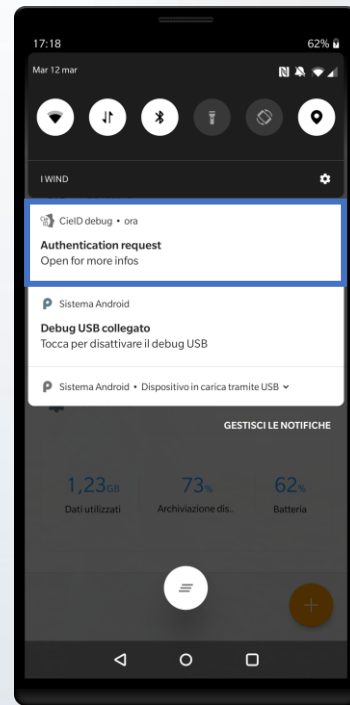 17:18 62%
Mar 12 mar
I WIND
CieID debug • ora
Authentication request
Open for more infos
Sistema Android
Debug USB collegato
Tocca per disattivare il debug USB
Sistema Android • Dispositivo in carica tramite USB
GESTISCI LE NOTIFICHE
1,23GB 73% 62%
Dati utilizzati Archiviazione dis.. Batteria